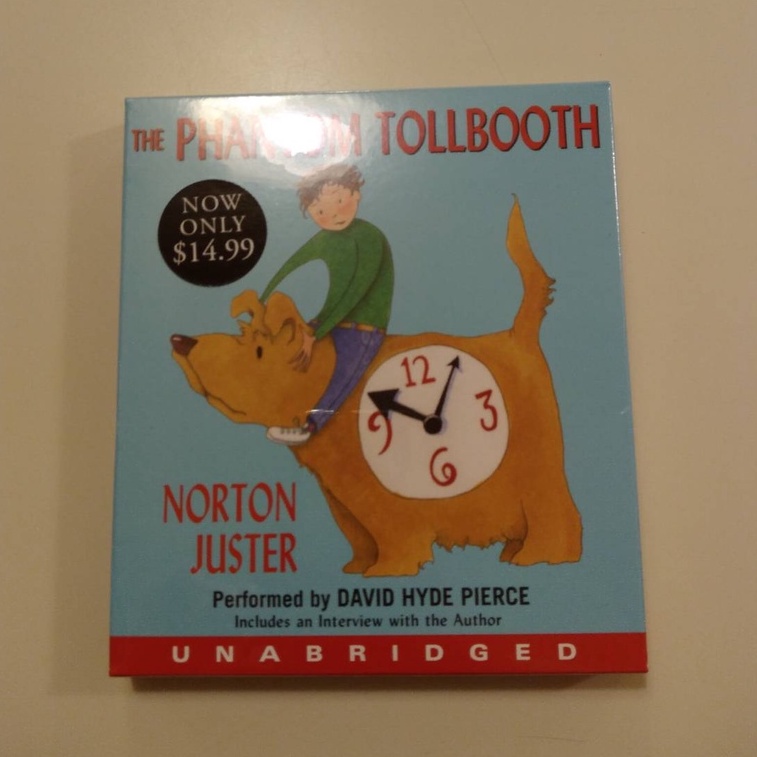 THE PHANTOM TOLLBOOTH
NOW
ONLY
$14.99
12
3
9
6
NORTON
JUSTER
Performed by DAVID HYDE PIERCE
Includes an Interview with the Author
UNABRIDGED